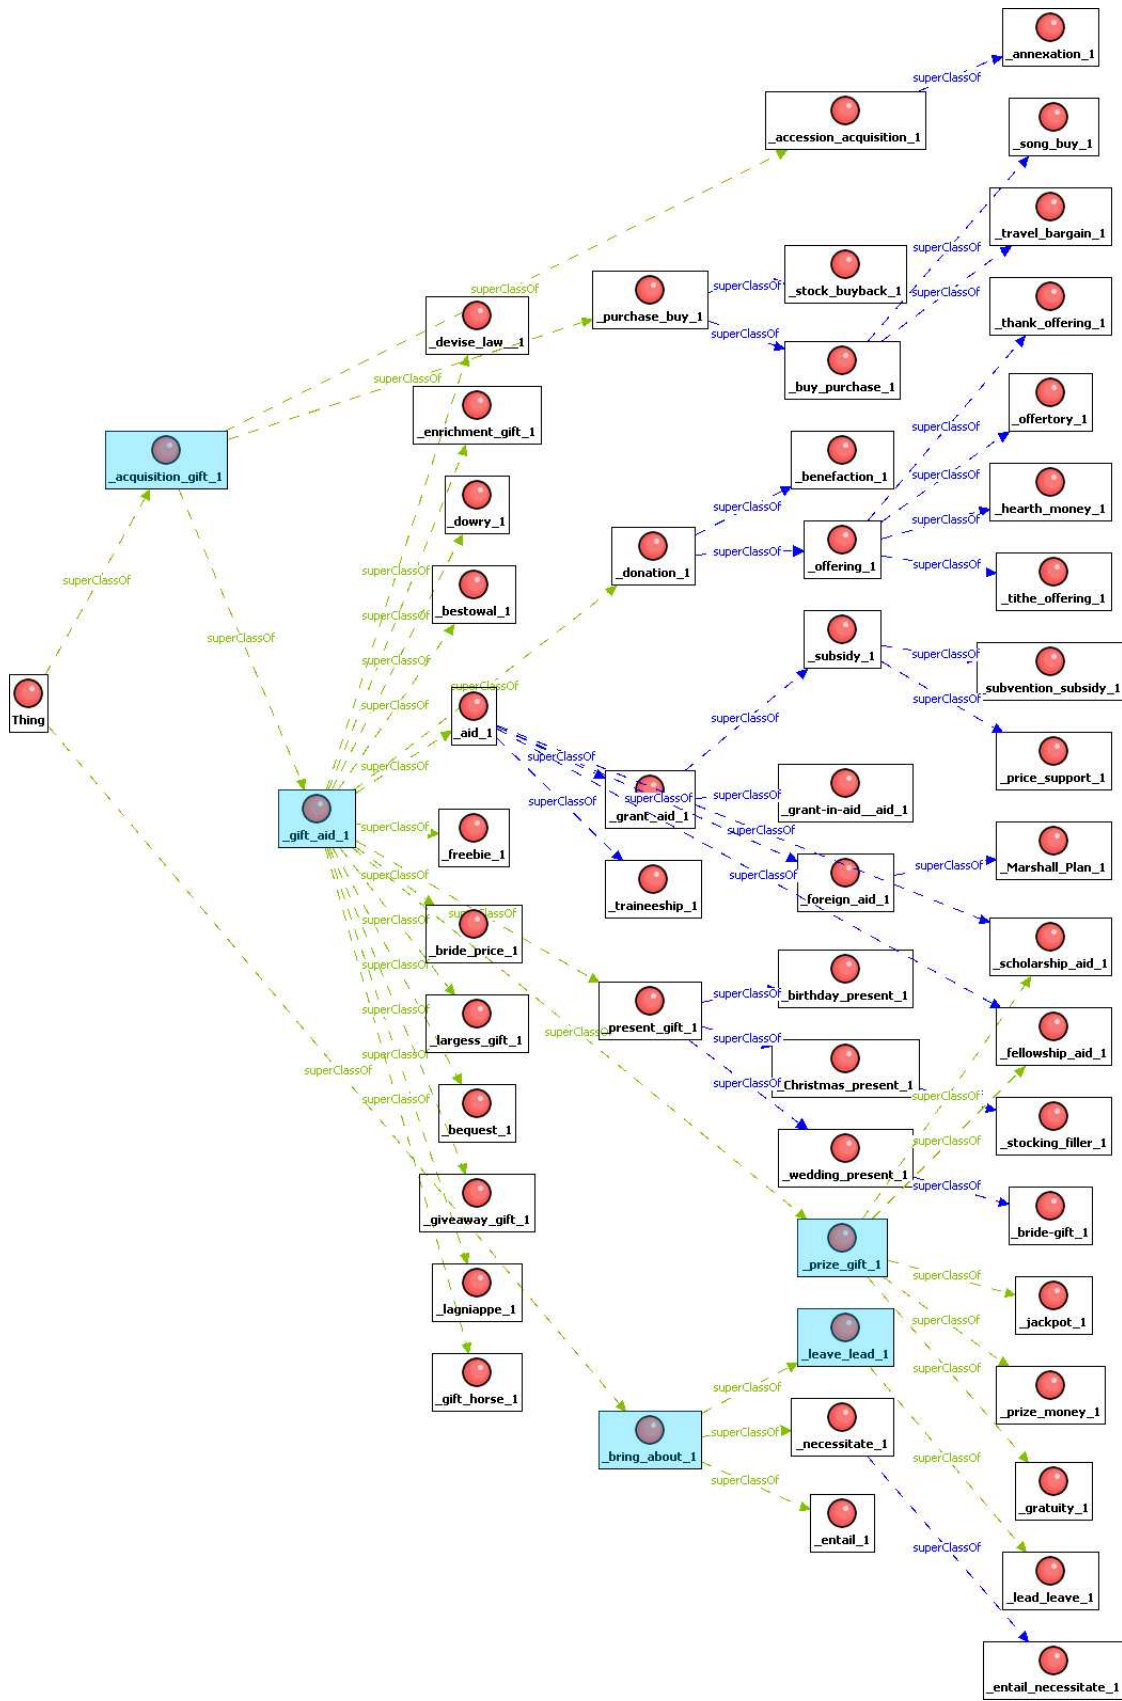 _annexation_1
superClassOf
_accession_acquisition_1
_song_buy_1
_travel_bargain_1
superClassOf
superClassOf
_stock_buyback_1
superClassOf
superClassOf
_purchase_buy_1
_devise_law__1
superClassOf
_thank_offering_1
superClassOf
_buy_purchase_1
superClassOf
_enrichment_gift_1
_offertory_1
superClassOf
_acquisition_gift_1
_benefaction_1
superClassOf
_hearth_money_1
superClassOf
_dowry_1
superClassOf
superClassOf
superClassOf
_donation_1
_offering_1
superClassOf
superClassOf
superClassOf
_tithe_offering_1
_bestowal_1
superClassOf
superClassOf
_subsidy_1
superClassOf
superClassOf
_subvention_subsidy_1
Thing
superClassOf
superClassOf
superClassOf
_aid_1
_price_support_1
superClassOf
superClassOf
superClassOf
superClassOf
_gift_aid_1
_grant_aid_1
_grant-in-aid__aid_1
superClassOf
superClassOf
_freebie_1
superClassOf
_Marshall_Plan_1
superClassOf
superClassOf
_traineeship_1
_foreign_aid_1
superClassOf
superClassOf
_bride_price_1
superClassOf
_scholarship_aid_1
superClassOf
superClassOf
_birthday_present_1
superClassOf
_largess_gift_1
superClassOf
_present_gift_1
superClassOf
_fellowship_aid_1
superClassOf
superClassOf
superClassOf
_Christmas_present_1
superClassOf
superClassOf
_bequest_1
superClassOf
_stocking_filler_1
_wedding_present_1
superClassOf
_giveaway_gift_1
_bride-gift_1
_prize_gift_1
superClassOf
_lagniappe_1
_jackpot_1
superClassOf
_leave_lead_1
superClassOf
superClassOf
_gift_horse_1
_prize_money_1
superClassOf
_bring_about_1
_necessitate_1
superClassOf
_gratuity_1
_entail_1
superClassOf
_lead_leave_1
_entail_necessitate_1